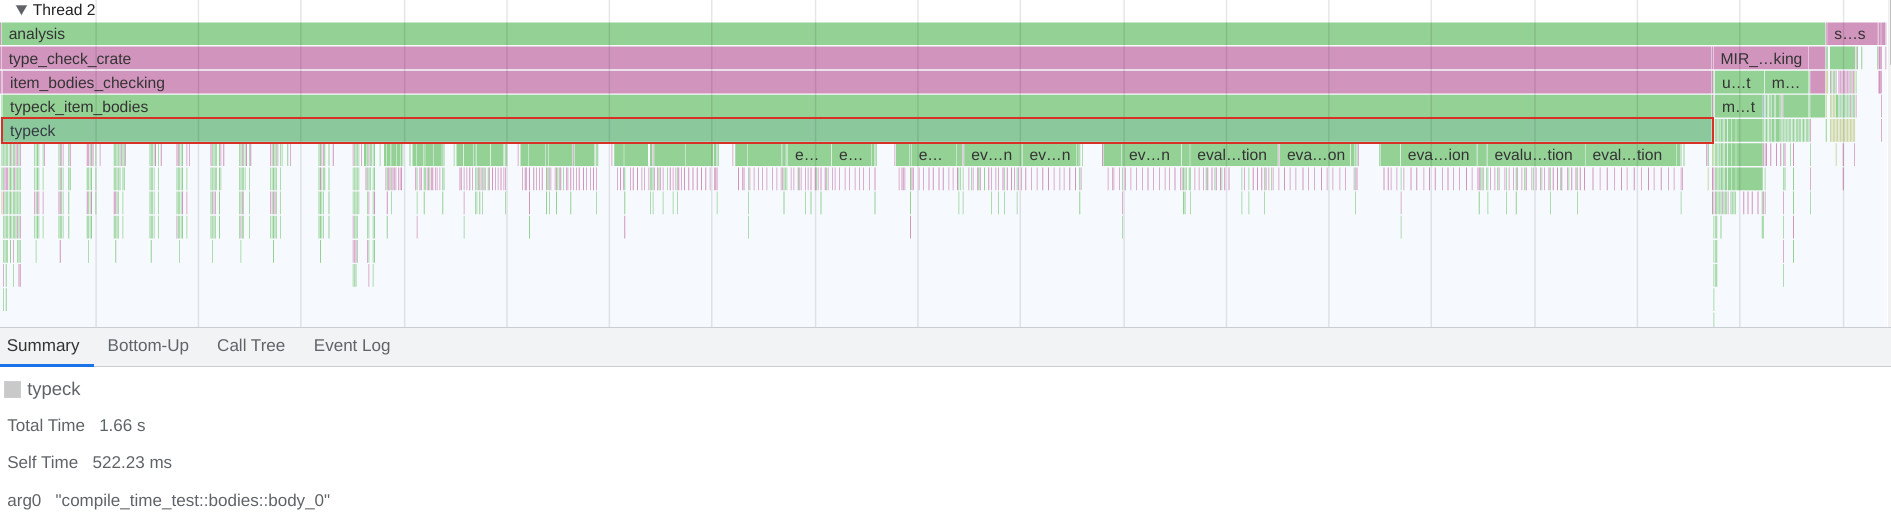 ▼ Thread 2
analysis s…s
type_check_crate MIR_…king
item_bodies_checking u…t m…
typeck_item_bodies m…t
typeck
e… e… e… ev…n ev…n ev…n eval…tion eva…on eva…ion evalu…tion eval…tion
Summary Bottom-Up Call Tree Event Log
typeck
Total Time 1.66 s
Self Time 522.23 ms
arg0 "compile_time_test::bodies::body_0"